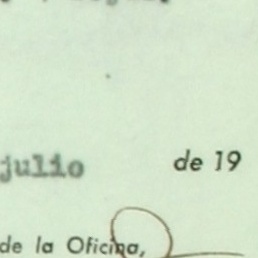 julio de 19
de la Oficina,